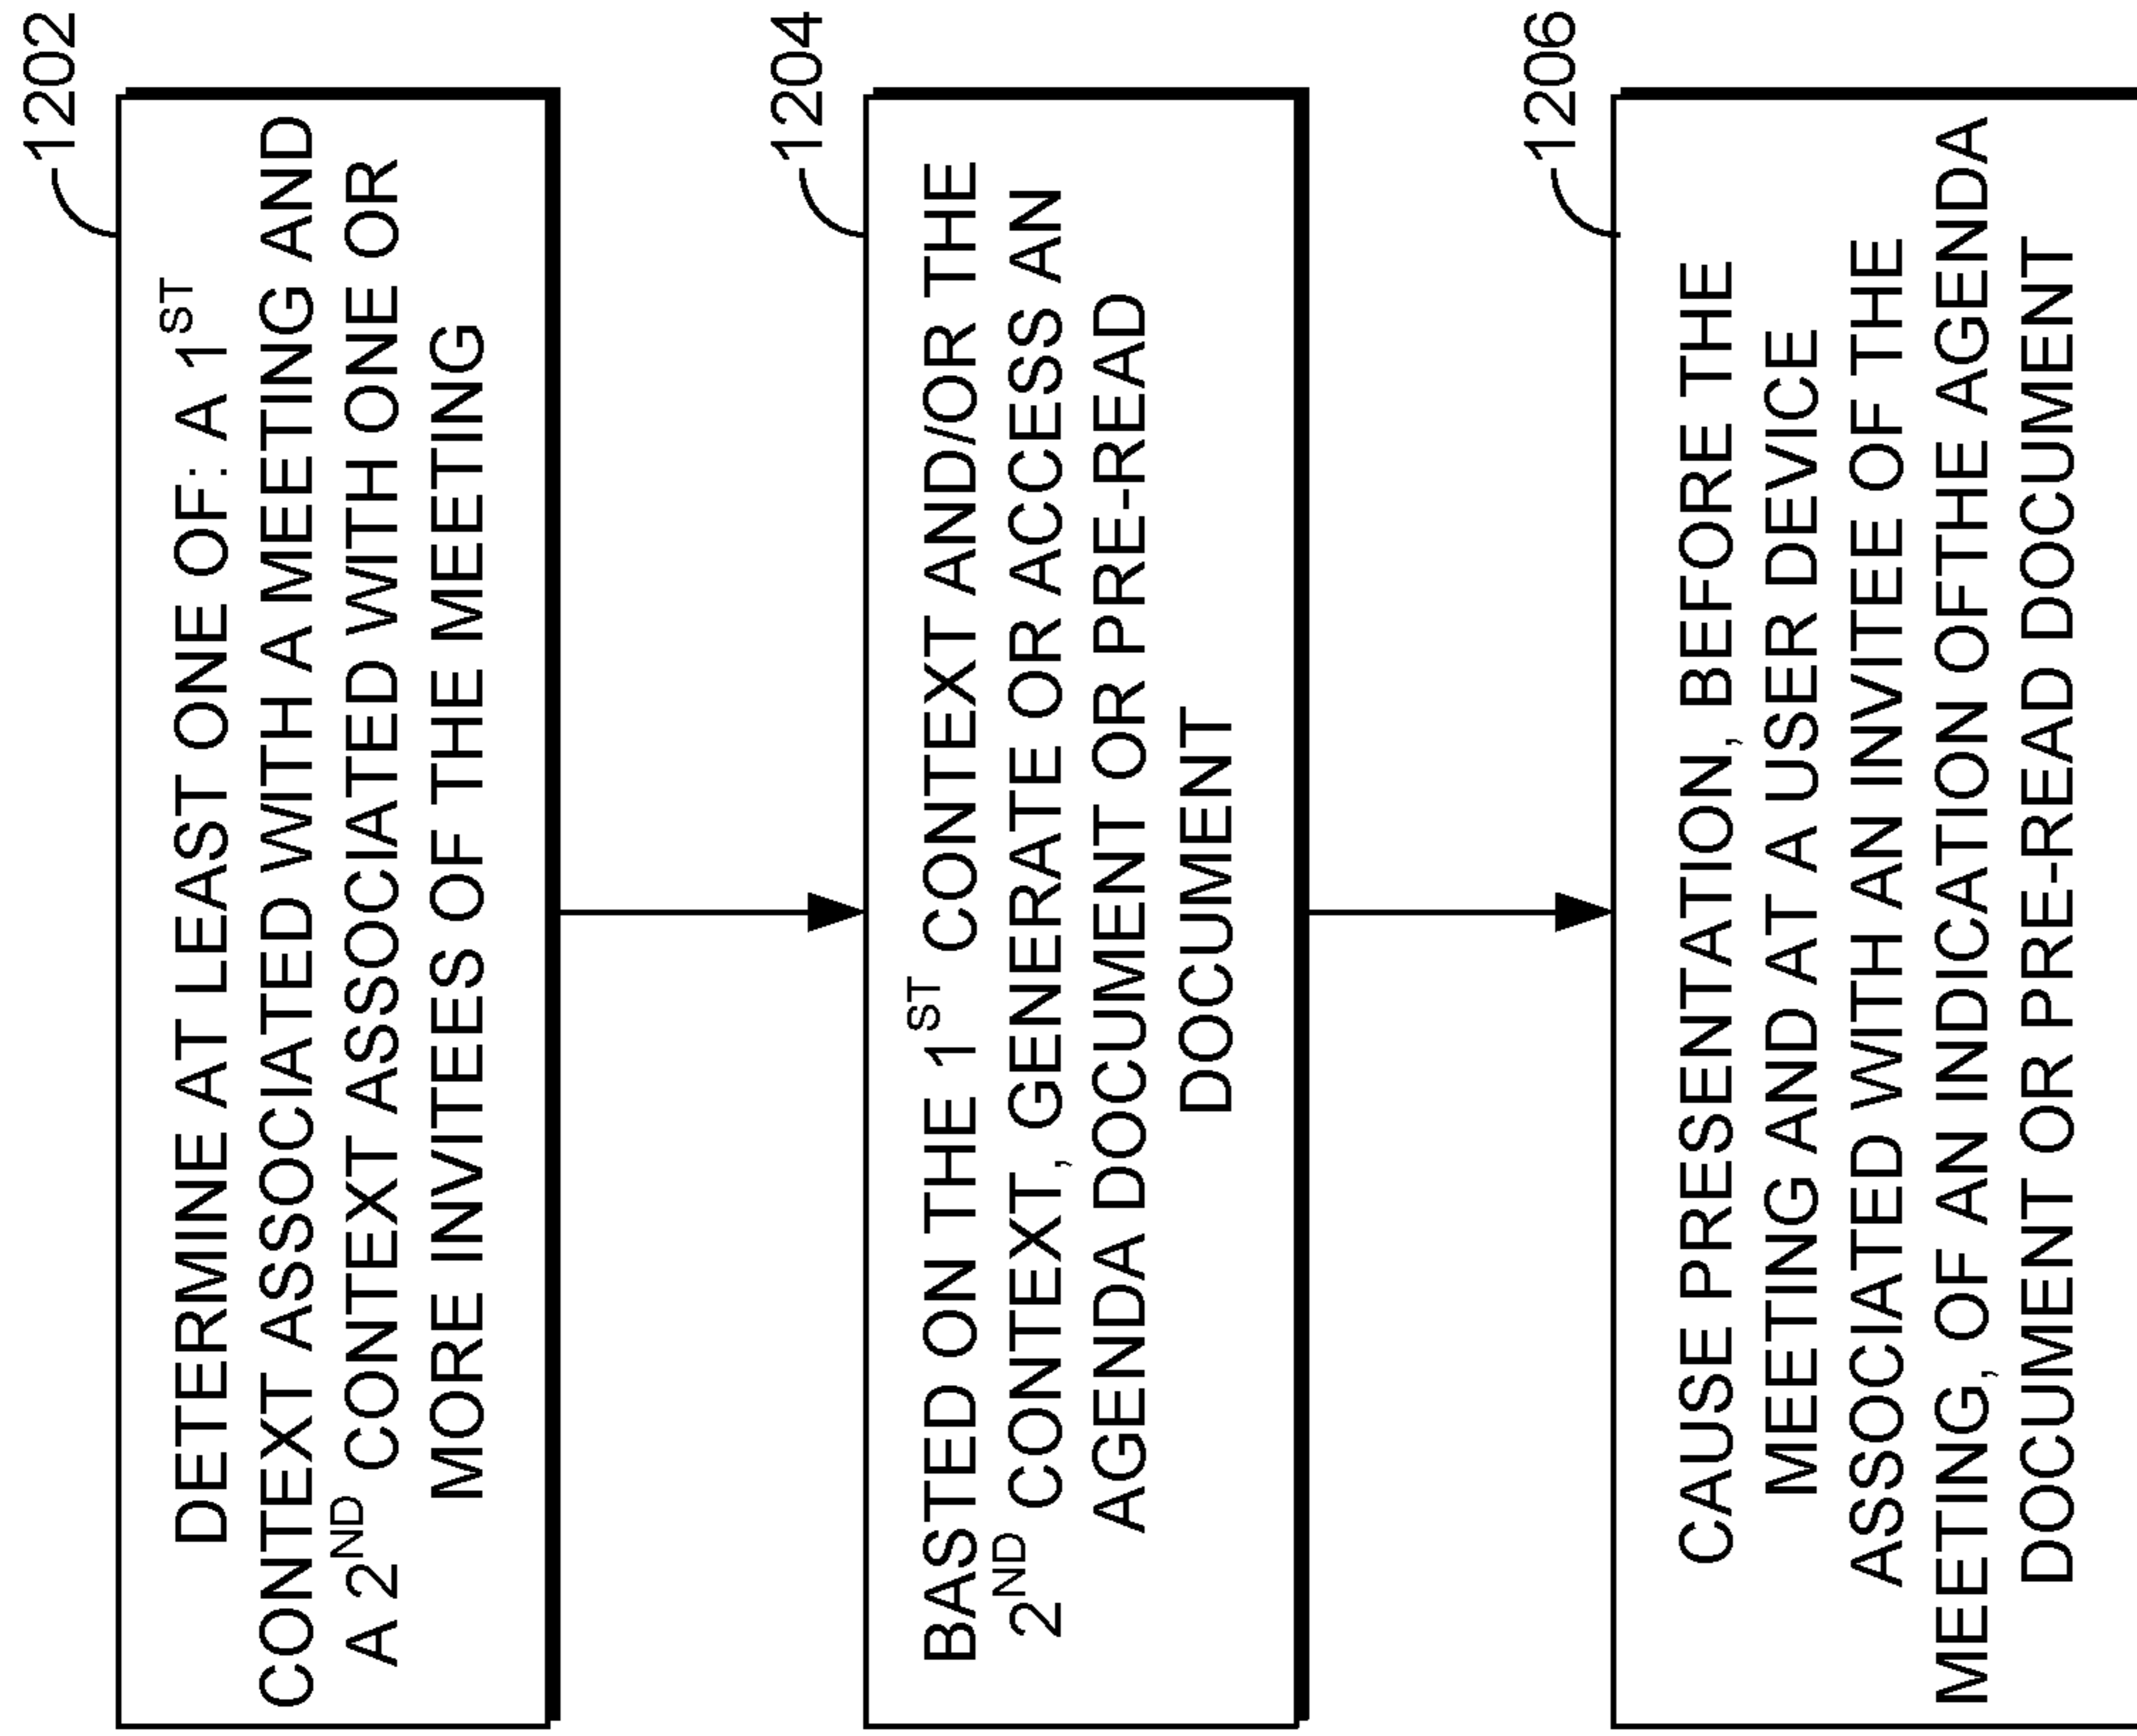 1202
DETERMINE AT LEAST ONE OF: A 1ST
CONTEXT ASSOCIATED WITH A MEETING AND
A 2ND CONTEXT ASSOCIATED WITH ONE OR
MORE INVITEES OF THE MEETING
1204
BASTED ON THE 1ST CONTEXT AND/OR THE
2ND CONTEXT, GENERATE OR ACCESS AN
AGENDA DOCUMENT OR PRE-READ
DOCUMENT
1206
CAUSE PRESENTATION, BEFORE THE
MEETING AND AT A USER DEVICE
ASSOCIATED WITH AN INVITEE OF THE
MEETING, OF AN INDICATION OFTHE AGENDA
DOCUMENT OR PRE-READ DOCUMENT